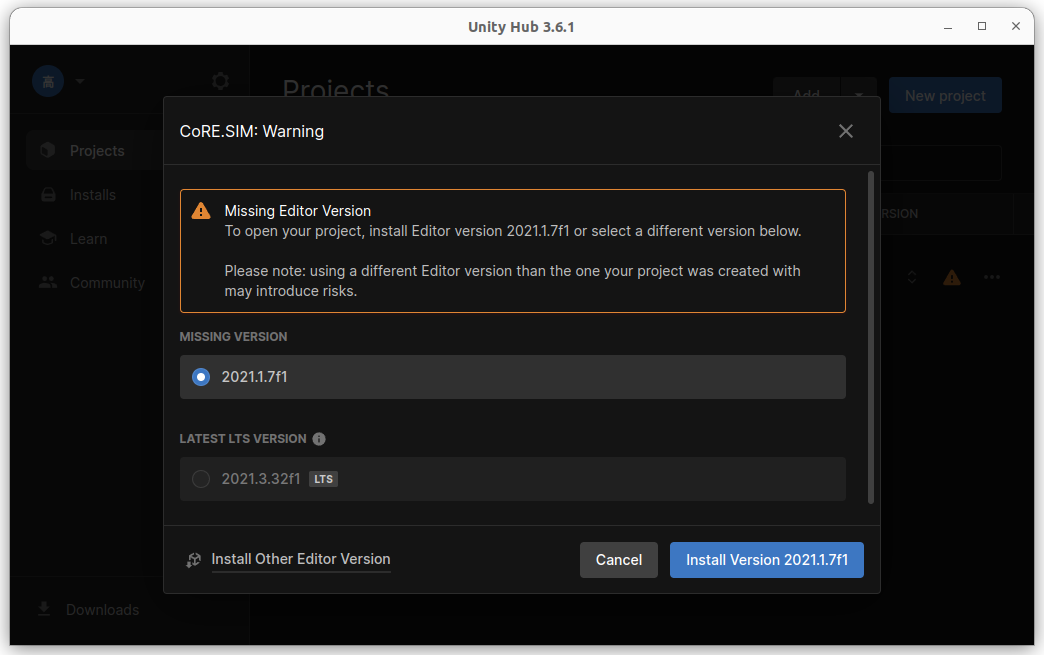 Unity Hub 3.6.1
高
Projects
Add
New project
CoRE.SIM: Warning
Projects
Installs
Learn
Community
RSION
Missing Editor Version
To open your project, install Editor version 2021.1.7f1 or select a different version below.
Please note: using a different Editor version than the one your project was created with
may introduce risks.
MISSING VERSION
2021.1.7f1
LATEST LTS VERSION
2021.3.32f1 LTS
Install Other Editor Version
Cancel
Install Version 2021.1.7f1
Downloads